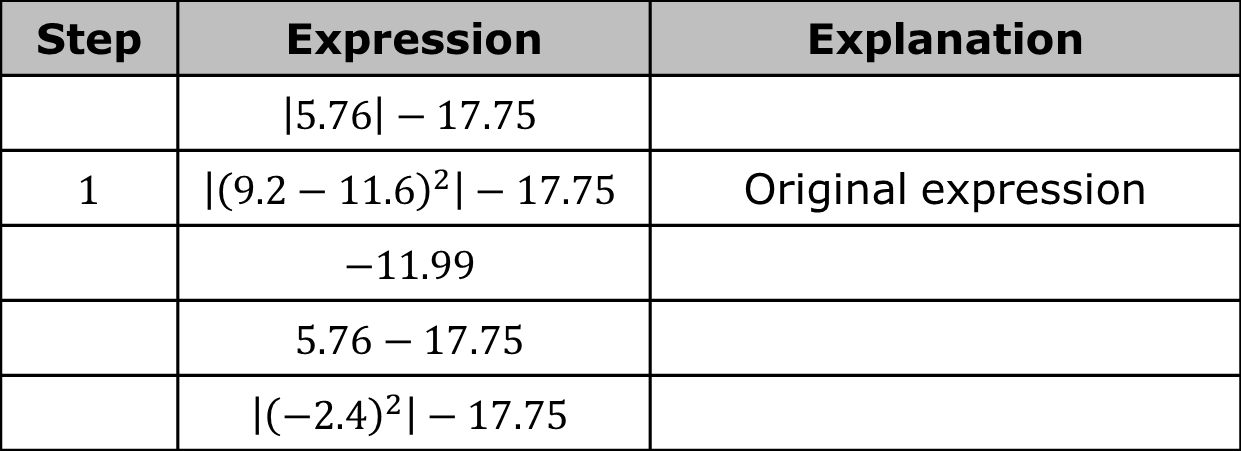 Step Expression Explanation
|5.76| − 17.75
1 |(9.2 − 11.6)²| − 17.75 Original expression
−11.99
5.76 − 17.75
|(−2.4)²| − 17.75